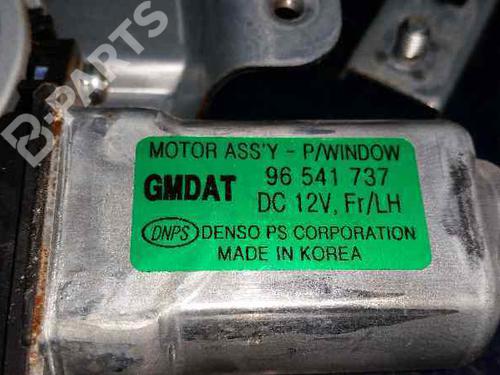 B-PARTS
MOTOR ASS'Y - P/WINDOW
GMDAT 96 541 737
DC 12V, Fr/LH
DNPS DENSO PS CORPORATION
MADE IN KOREA